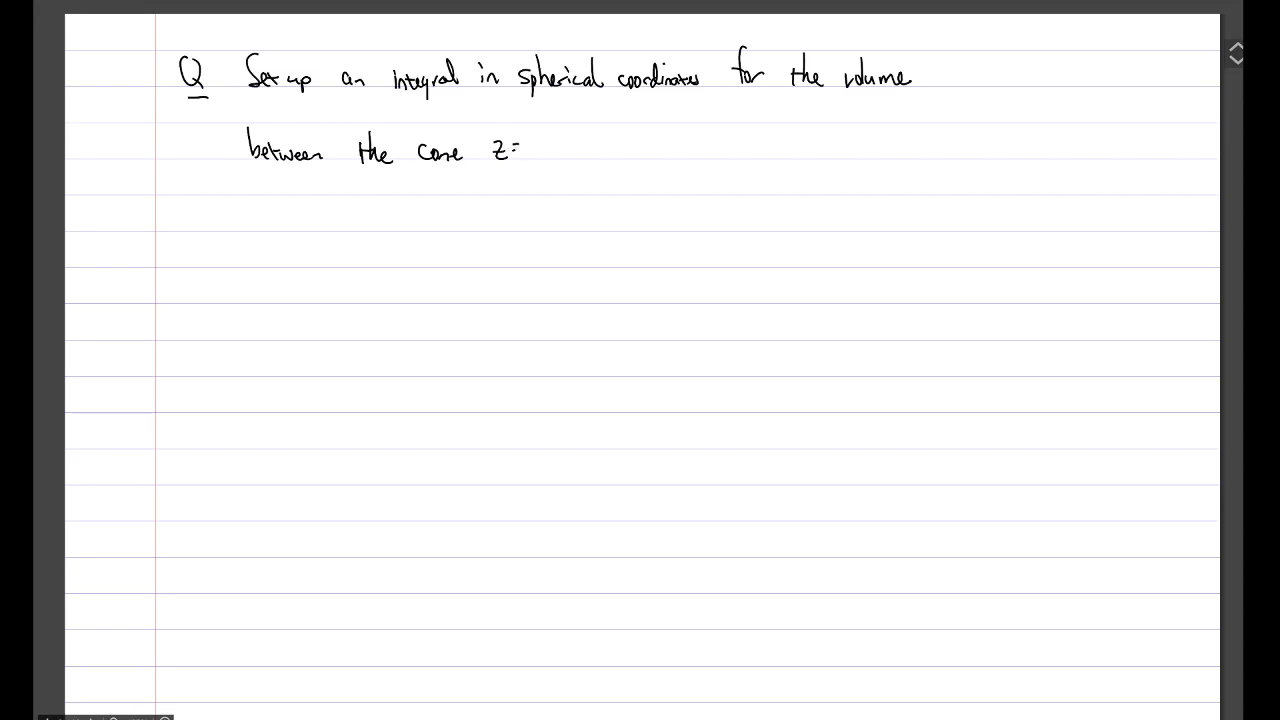 Q Set up an integral in spherical coordinates for the volume
between the cone z=